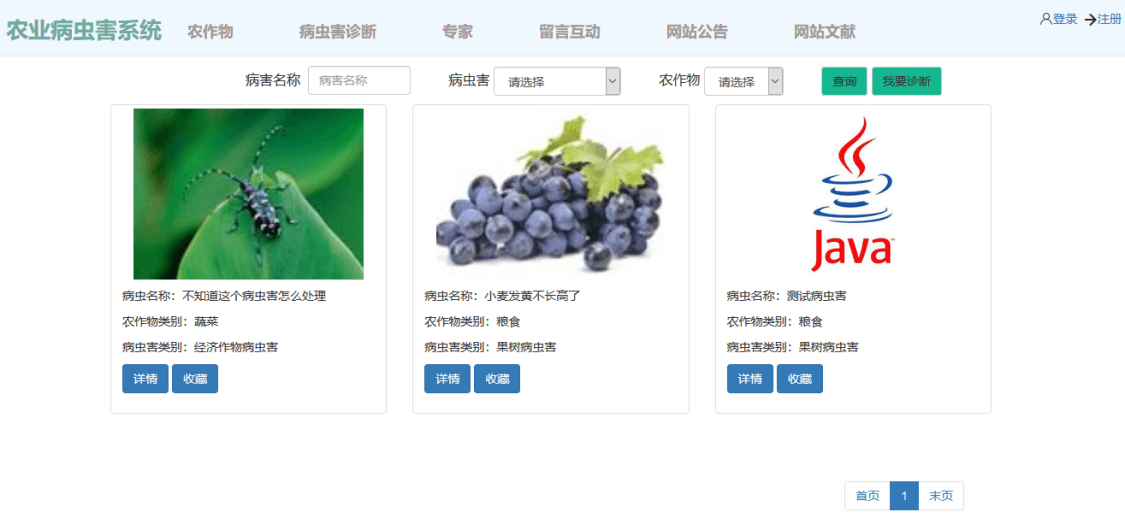 农业病虫害系统 农作物 病虫害诊断 专家 留言互动 网站公告 网站文献 登录 注册
病害名称 病害名称 病虫害 请选择 农作物 请选择 查询 我要诊断
Java
病虫名称：不知道这个病虫害怎么处理 病虫名称：小麦发黄不长高了 病虫名称：测试病虫害
农作物类别：蔬菜 农作物类别：粮食 农作物类别：粮食
病虫害类别：经济作物病虫害 病虫害类别：果树病虫害 病虫害类别：果树病虫害
详情 收藏 详情 收藏 详情 收藏
首页 1 末页